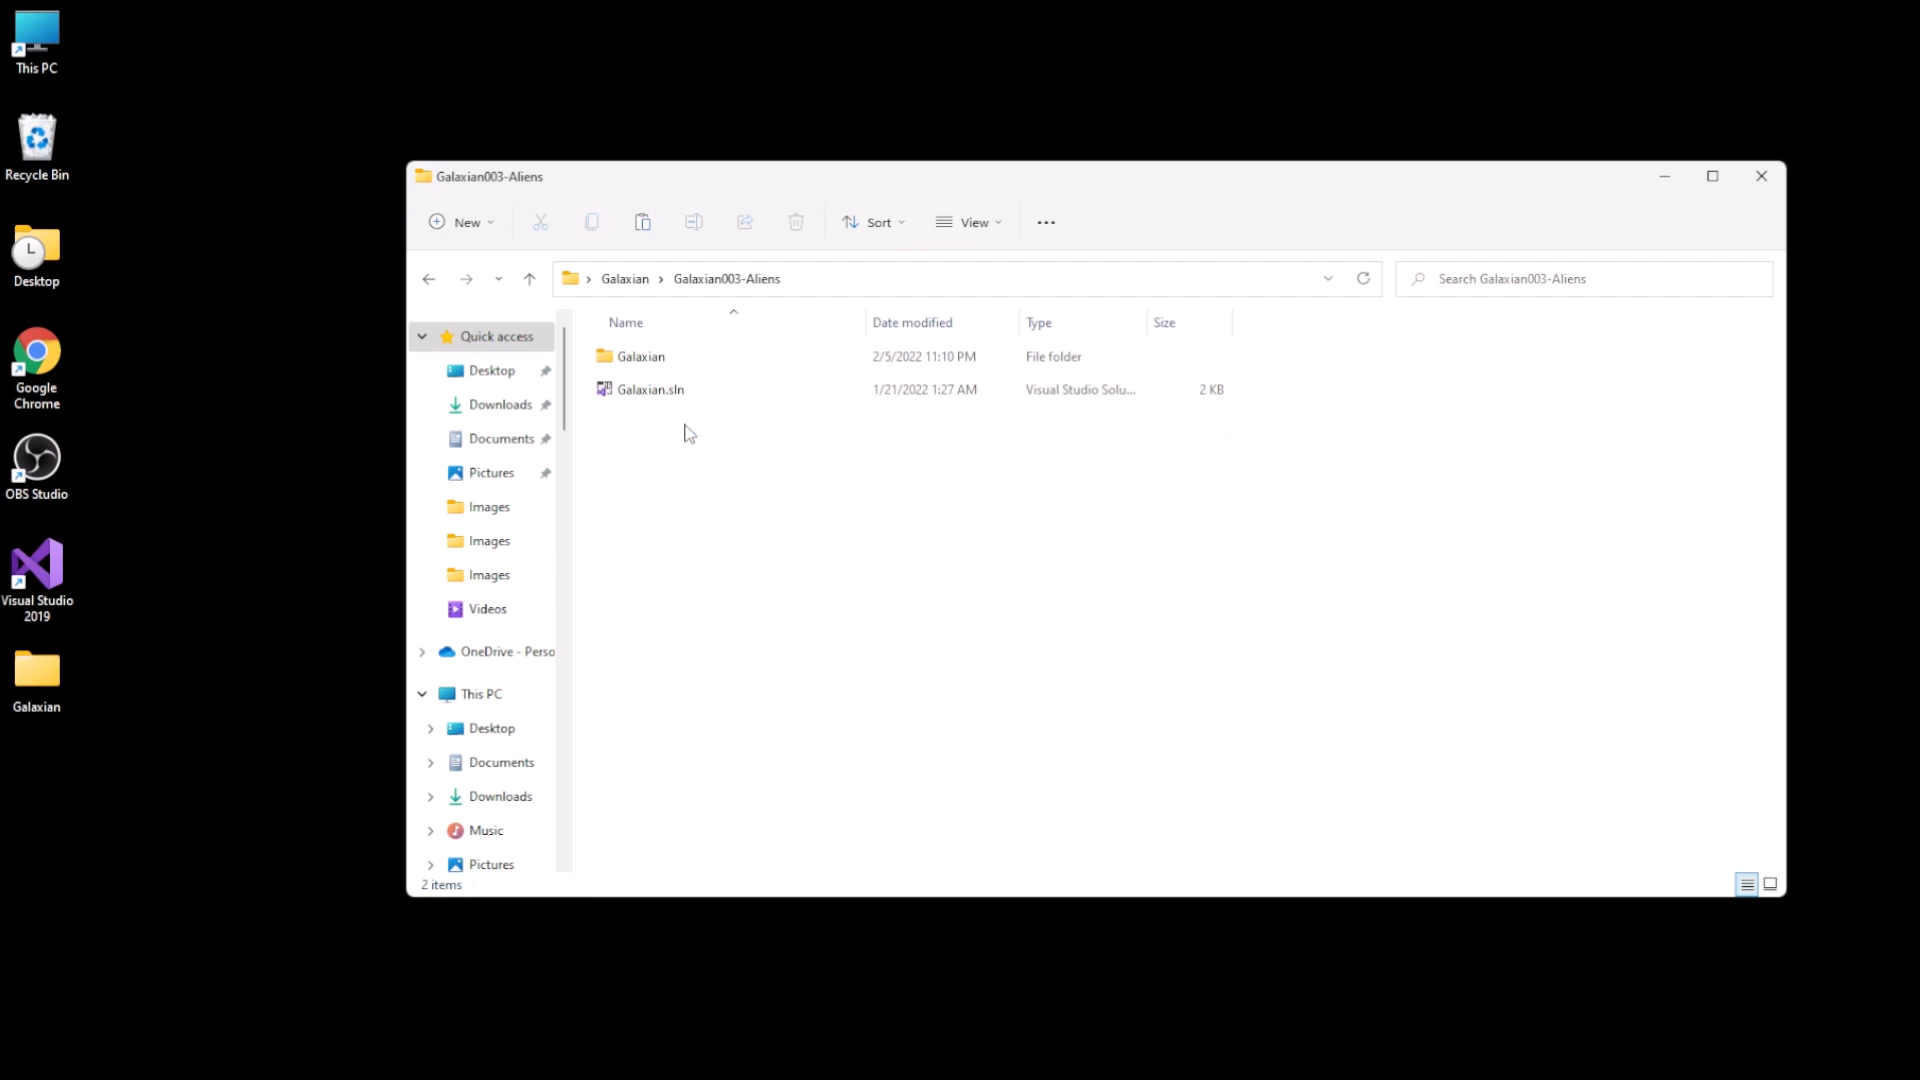 This PC
Recycle Bin
Desktop
Google
Chrome
OBS Studio
Visual Studio
2019
Galaxian
Galaxian003-Aliens
New
Sort
View
Galaxian › Galaxian003-Aliens
Search Galaxian003-Aliens
Quick access
Desktop
Downloads
Documents
Pictures
Images
Images
Images
Videos
OneDrive - Perso
This PC
Desktop
Documents
Downloads
Music
Pictures
Name Date modified Type Size
Galaxian 2/5/2022 11:10 PM File folder
Galaxian.sln 1/21/2022 1:27 AM Visual Studio Solu... 2 KB
2 items